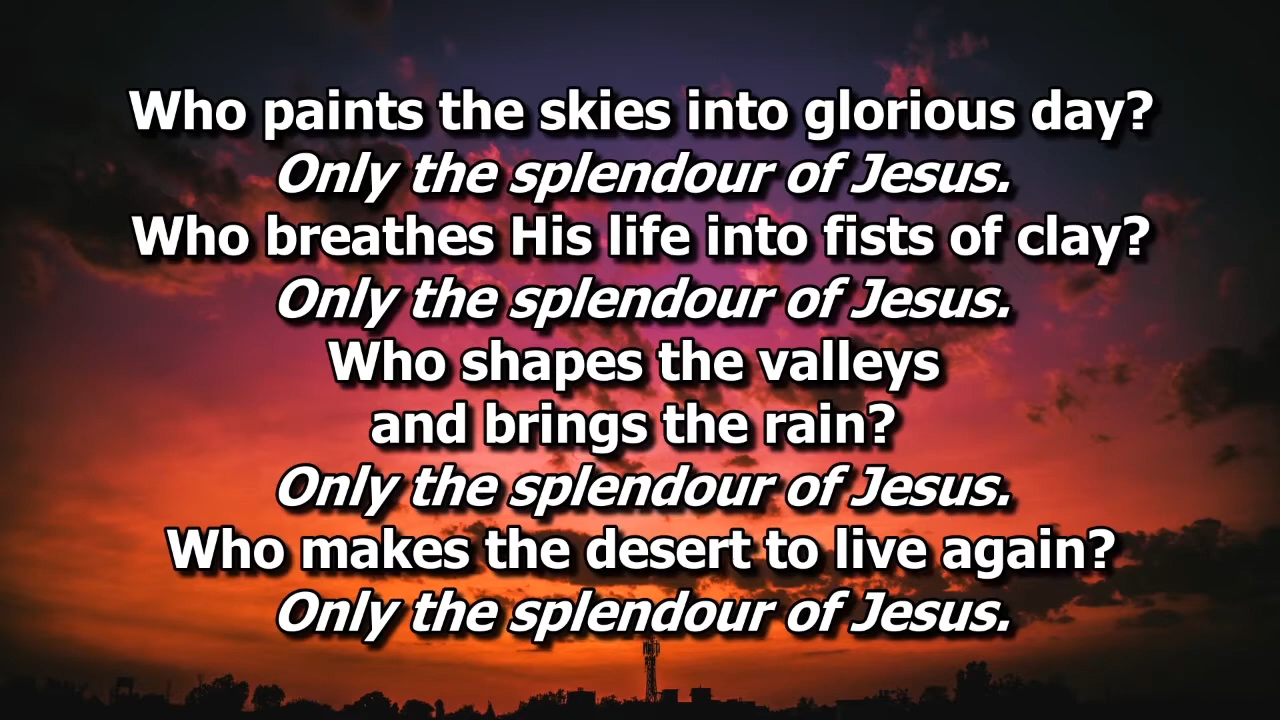 Who paints the skies into glorious day?
Only the splendour of Jesus.
Who breathes His life into fists of clay?
Only the splendour of Jesus.
Who shapes the valleys
and brings the rain?
Only the splendour of Jesus.
Who makes the desert to live again?
Only the splendour of Jesus.